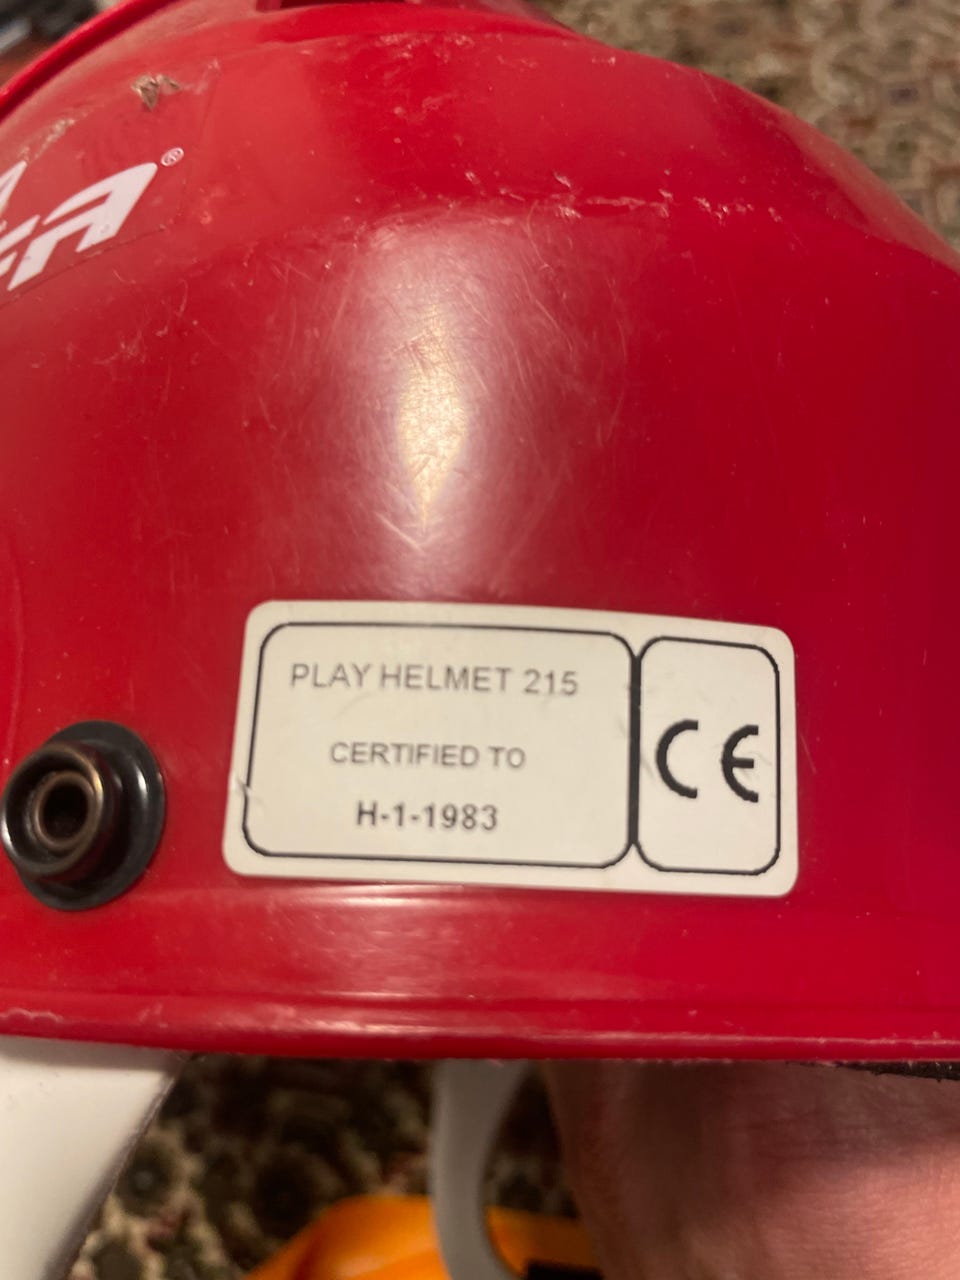 ®
PLAY HELMET 215
CERTIFIED TO
H-1-1983
CE